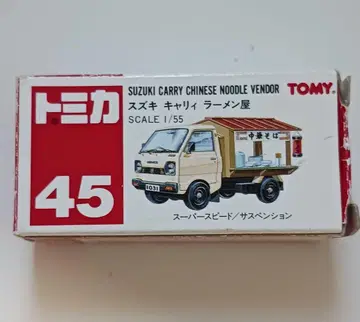 トミカ
45
SUZUKI CARRY CHINESE NOODLE VENDOR
TOMY
スズキ キャリィ ラーメン屋
SCALE 1/55
中華そば
スーパースピード/サスペンション